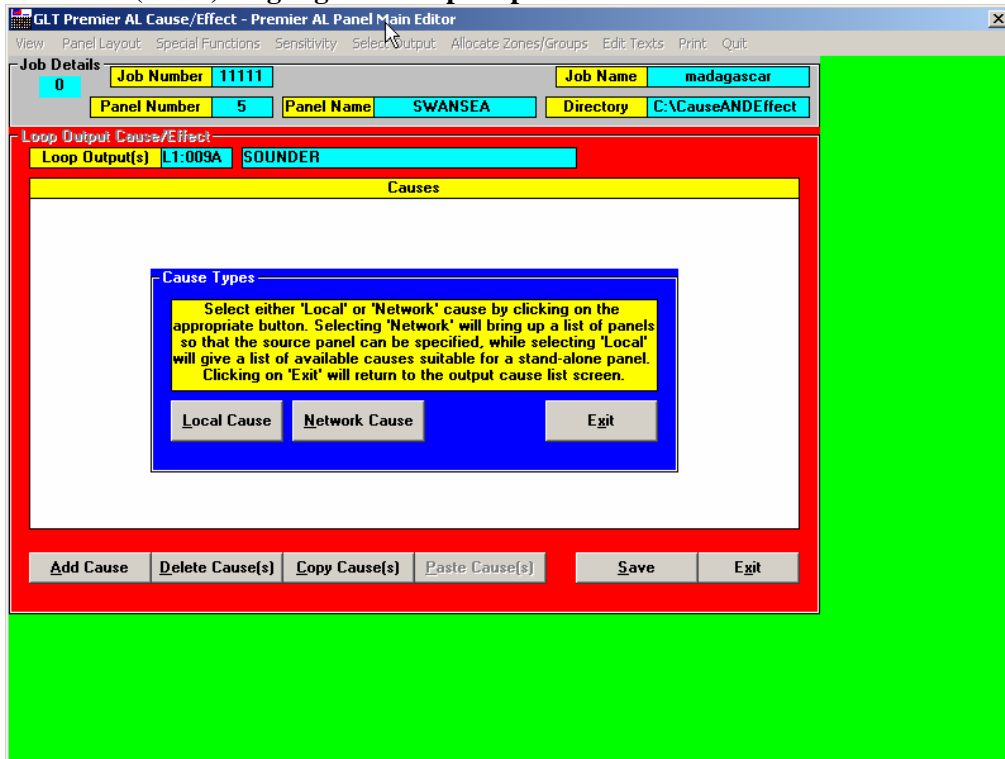 GLT Premier AL Cause/Effect - Premier AL Panel Main Editor
View Panel Layout Special Functions Sensitivity Select Output Allocate Zones/Groups Edit Texts Print Quit
Job Details
0 Job Number 11111 Job Name madagascar
Panel Number 5 Panel Name SWANSEA Directory C:\CauseANDEffect
Loop Output Cause/Effect
Loop Output(s) L1:009A SOUNDER
Causes
Cause Types
Select either 'Local' or 'Network' cause by clicking on the
appropriate button. Selecting 'Network' will bring up a list of panels
so that the source panel can be specified, while selecting 'Local'
will give a list of available causes suitable for a stand-alone panel.
Clicking on 'Exit' will return to the output cause list screen.
Local Cause Network Cause Exit
Add Cause Delete Cause(s) Copy Cause(s) Paste Cause(s) Save Exit